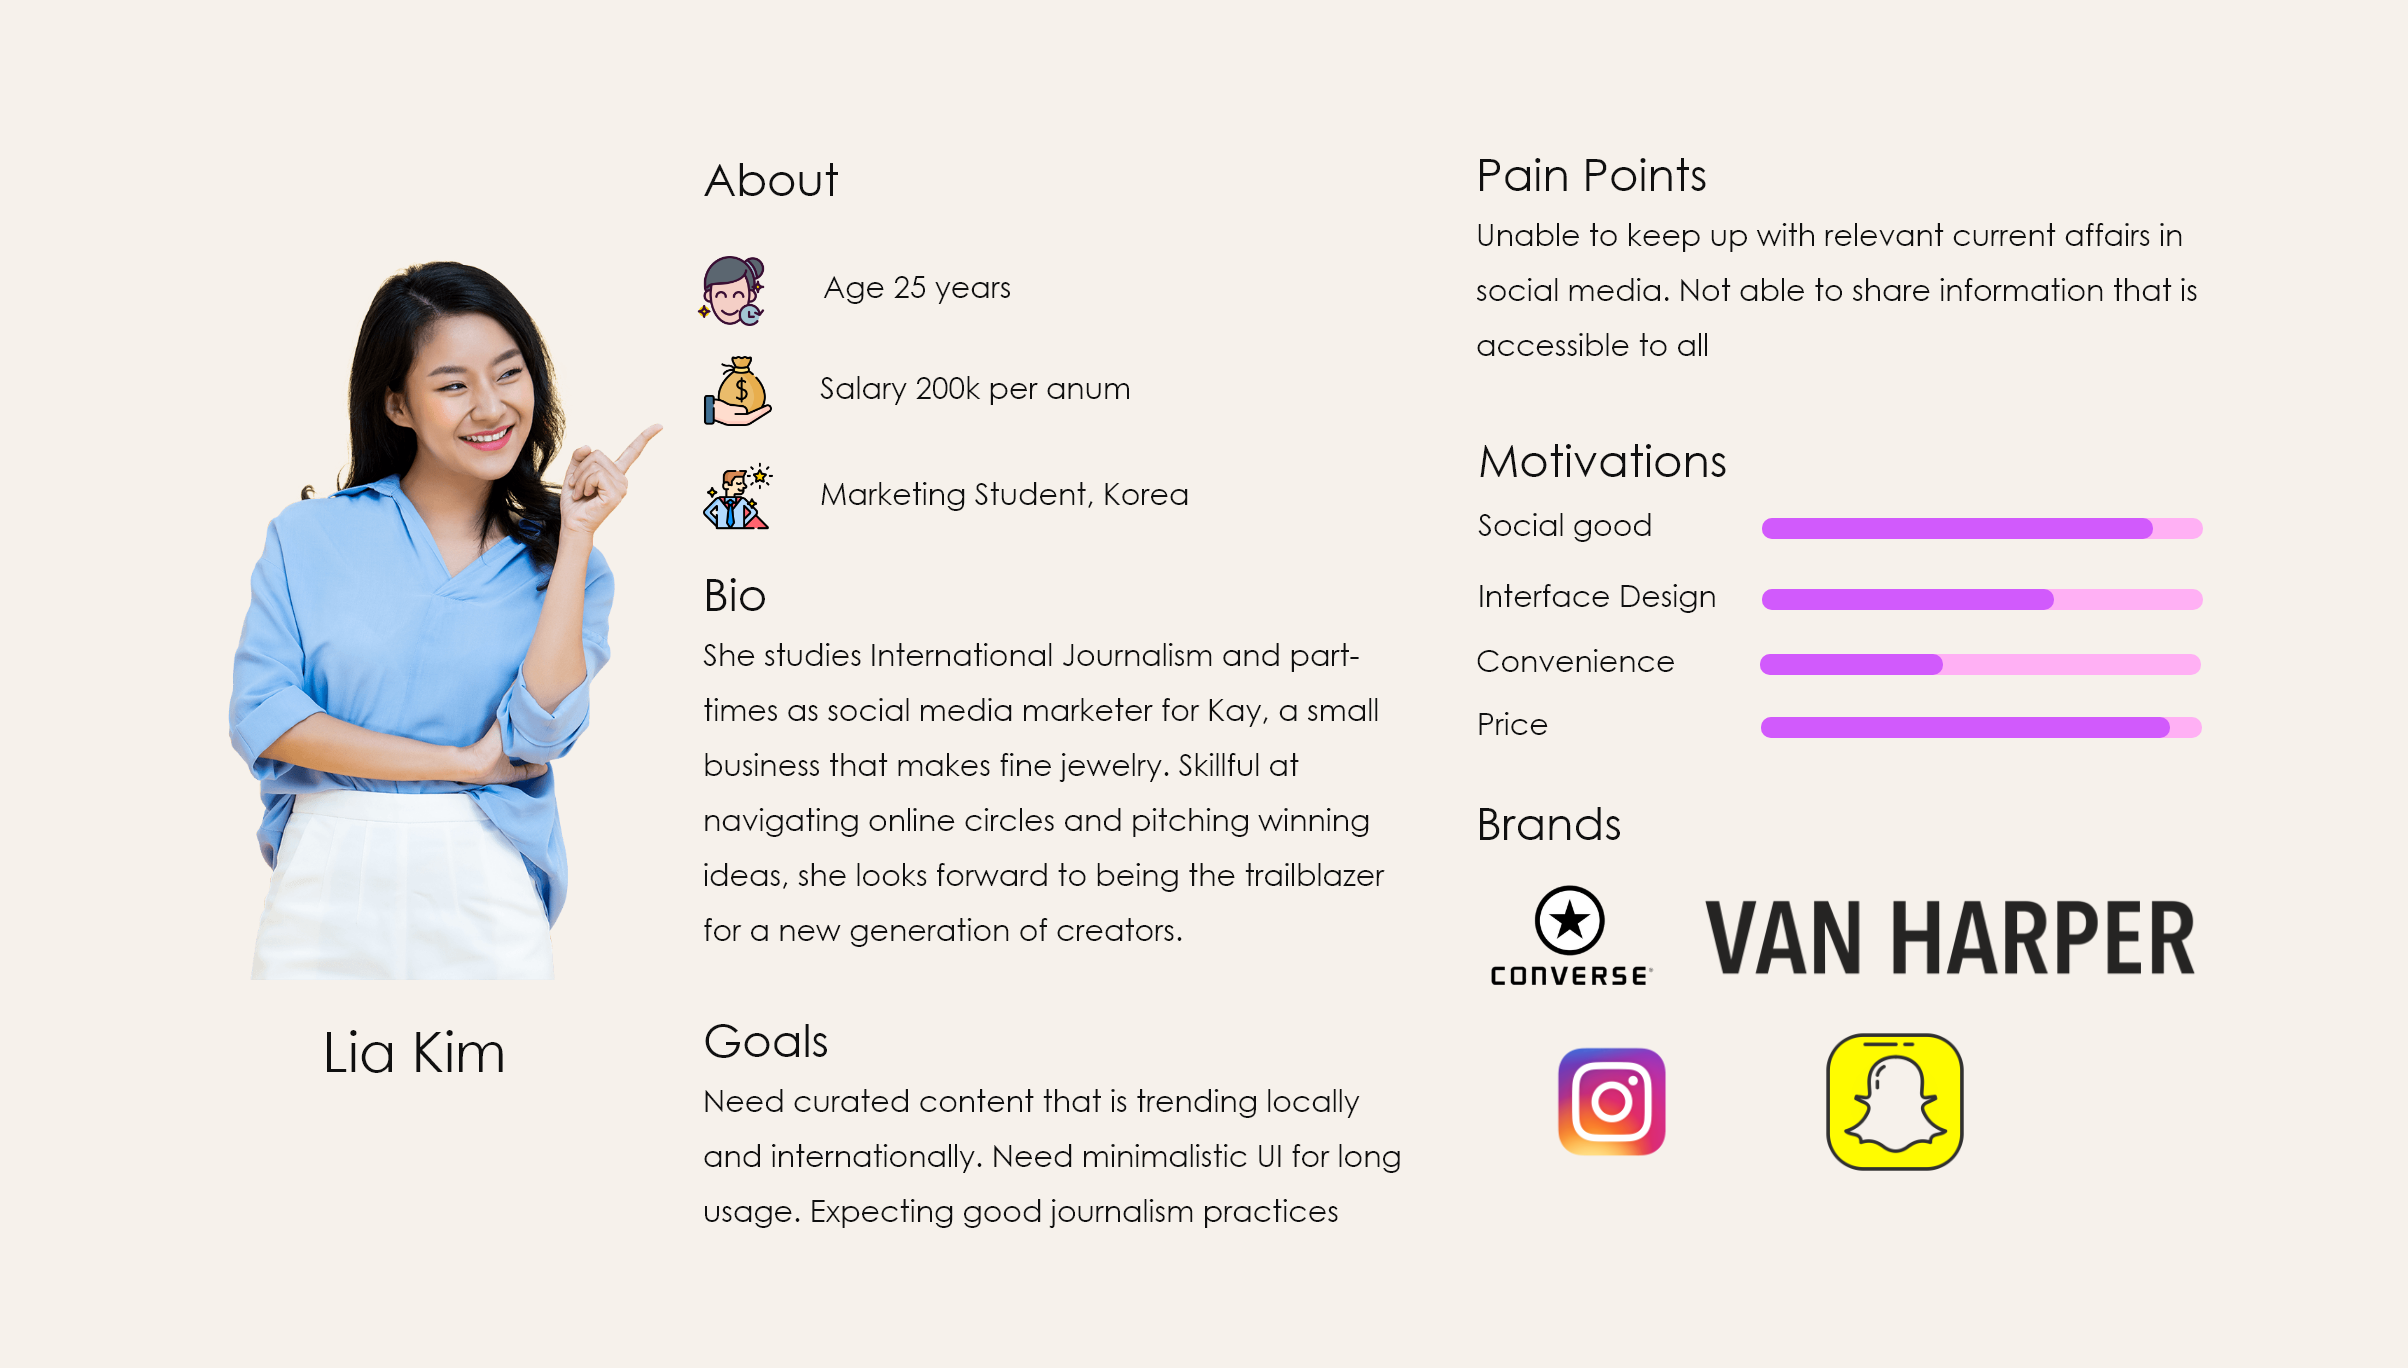 Lia Kim
About
Age 25 years
Salary 200k per anum
Marketing Student, Korea
Bio
She studies International Journalism and part-
times as social media marketer for Kay, a small
business that makes fine jewelry. Skillful at
navigating online circles and pitching winning
ideas, she looks forward to being the trailblazer
for a new generation of creators.
Goals
Need curated content that is trending locally
and internationally. Need minimalistic UI for long
usage. Expecting good journalism practices
Pain Points
Unable to keep up with relevant current affairs in
social media. Not able to share information that is
accessible to all
Motivations
Social good
Interface Design
Convenience
Price
Brands
CONVERSE
VAN HARPER